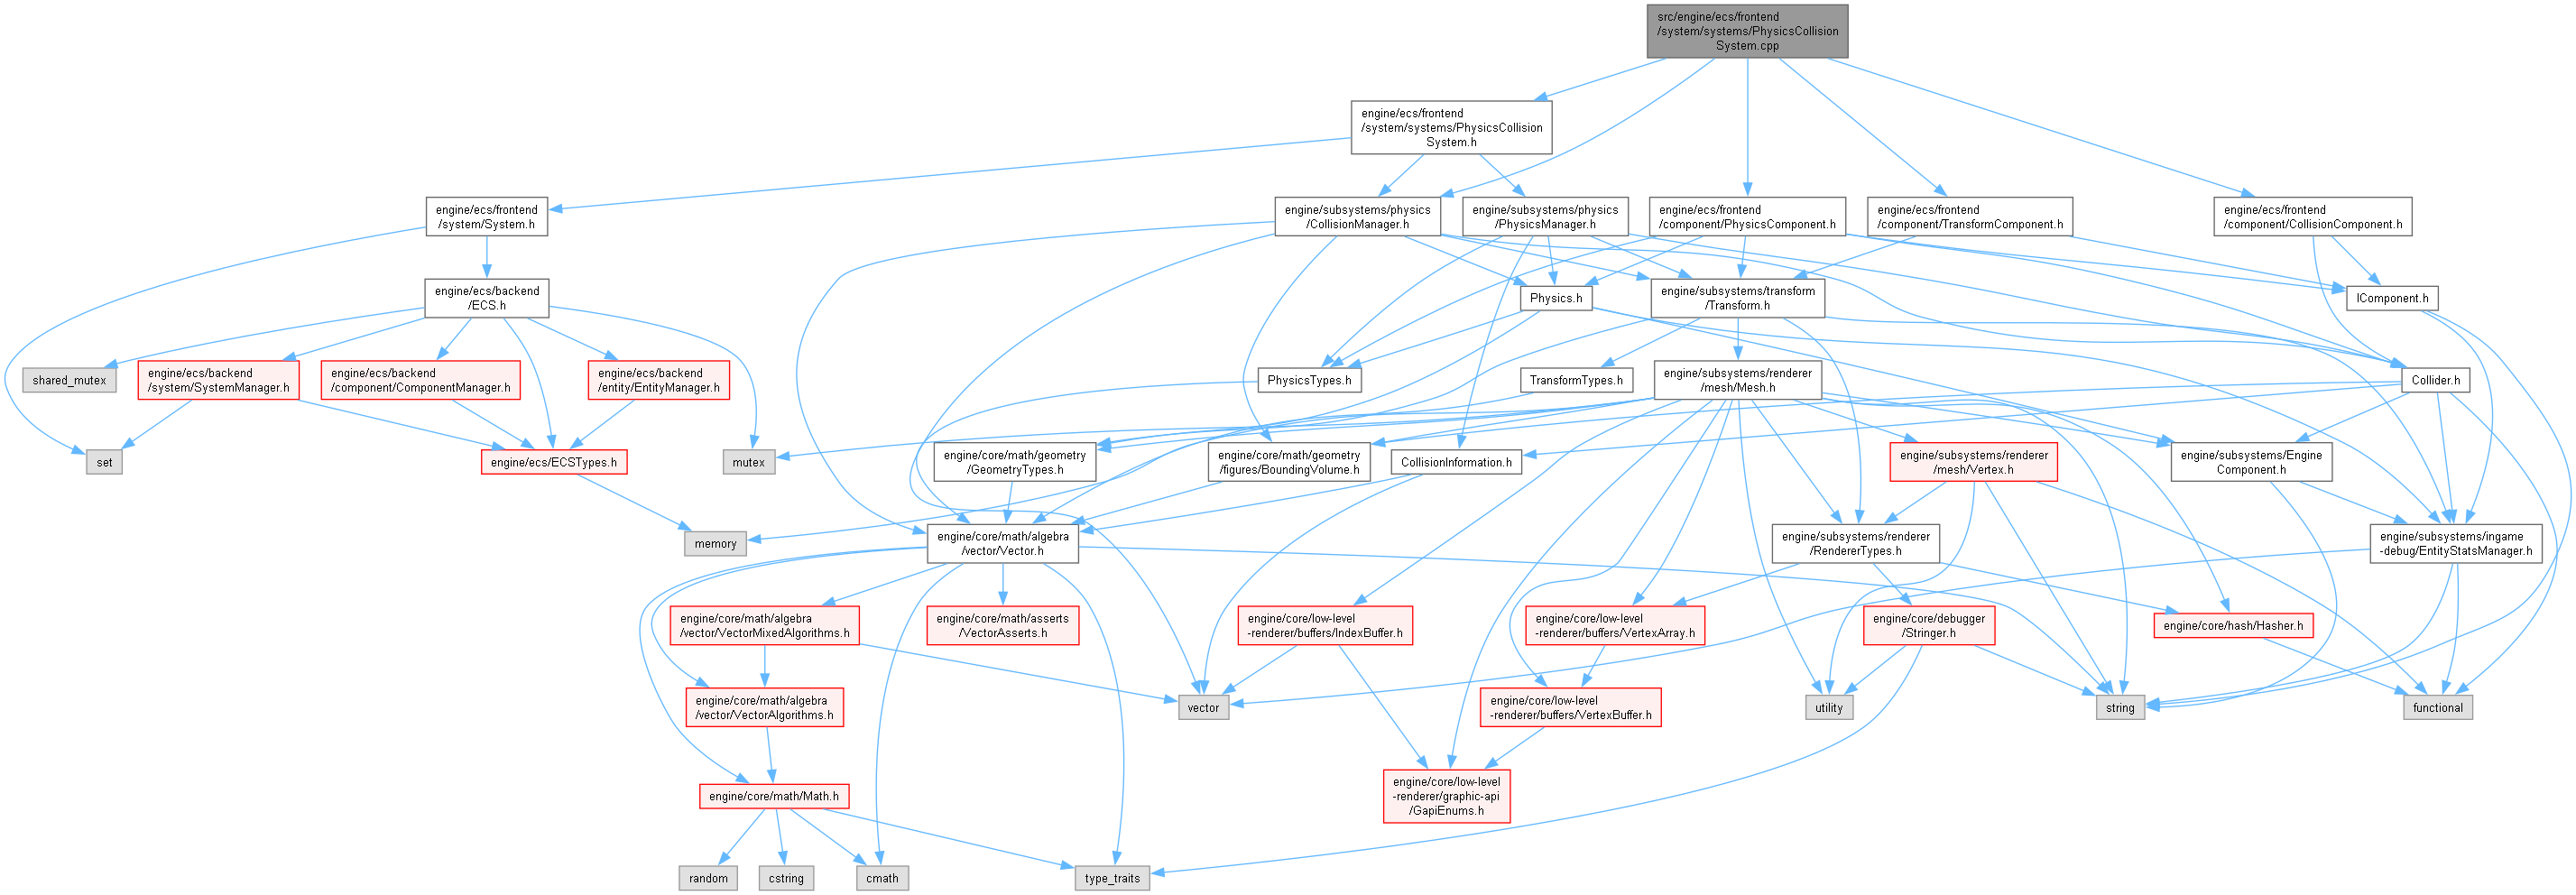 src/engine/ecs/frontend
/system/systems/PhysicsCollision
System.cpp
engine/ecs/frontend
/system/systems/PhysicsCollision
System.h
engine/ecs/frontend
/system/System.h
engine/subsystems/physics
/CollisionManager.h
engine/subsystems/physics
/PhysicsManager.h
engine/ecs/frontend
/component/PhysicsComponent.h
engine/ecs/frontend
/component/TransformComponent.h
engine/ecs/frontend
/component/CollisionComponent.h
engine/ecs/backend
/ECS.h
Physics.h
engine/subsystems/transform
/Transform.h
IComponent.h
shared_mutex
engine/ecs/backend
/system/SystemManager.h
engine/ecs/backend
/component/ComponentManager.h
engine/ecs/backend
/entity/EntityManager.h
PhysicsTypes.h
TransformTypes.h
engine/subsystems/renderer
/mesh/Mesh.h
Collider.h
set
engine/ecs/ECSTypes.h
mutex
engine/core/math/geometry
/GeometryTypes.h
engine/core/math/geometry
/figures/BoundingVolume.h
CollisionInformation.h
engine/subsystems/renderer
/mesh/Vertex.h
engine/subsystems/Engine
Component.h
memory
engine/core/math/algebra
/vector/Vector.h
engine/subsystems/renderer
/RendererTypes.h
engine/subsystems/ingame
-debug/EntityStatsManager.h
engine/core/math/algebra
/vector/VectorMixedAlgorithms.h
engine/core/math/asserts
/VectorAsserts.h
engine/core/low-level
-renderer/buffers/IndexBuffer.h
engine/core/low-level
-renderer/buffers/VertexArray.h
engine/core/debugger
/Stringer.h
engine/core/hash/Hasher.h
engine/core/math/algebra
/vector/VectorAlgorithms.h
vector
engine/core/low-level
-renderer/buffers/VertexBuffer.h
utility
string
functional
engine/core/math/Math.h
engine/core/low-level
-renderer/graphic-api
/GapiEnums.h
random
cstring
cmath
type_traits